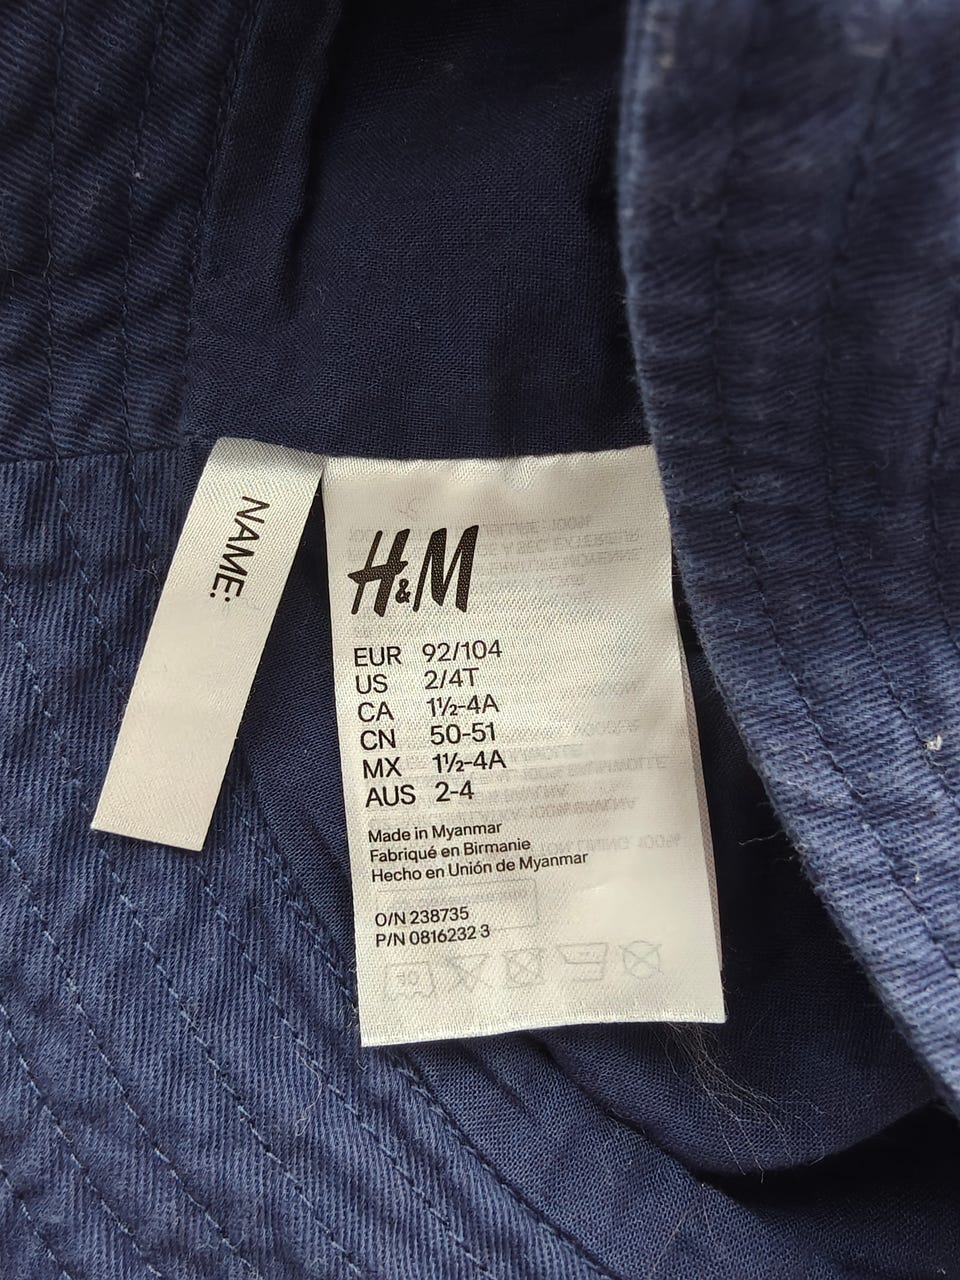 NAME:
H&M
EUR 92/104
US 2/4T
CA 1½-4A
CN 50-51
MX 1½-4A
AUS 2-4
Made in Myanmar
Fabriqué en Birmanie
Hecho en Unión de Myanmar
O/N 238735
P/N 0816232 3